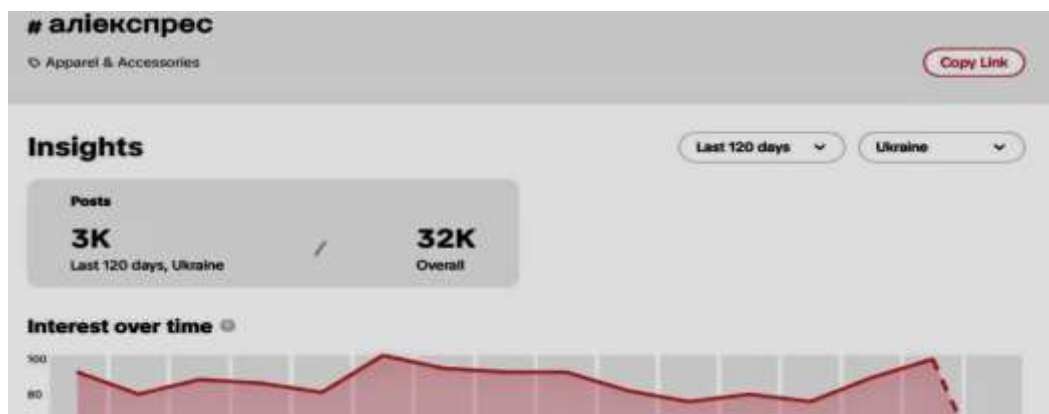 # аліекспрес
Apparel & Accessories
Copy Link
Insights
Last 120 days
Ukraine
Posts
3K / 32K
Last 120 days, Ukraine
Overall
Interest over time
100
80